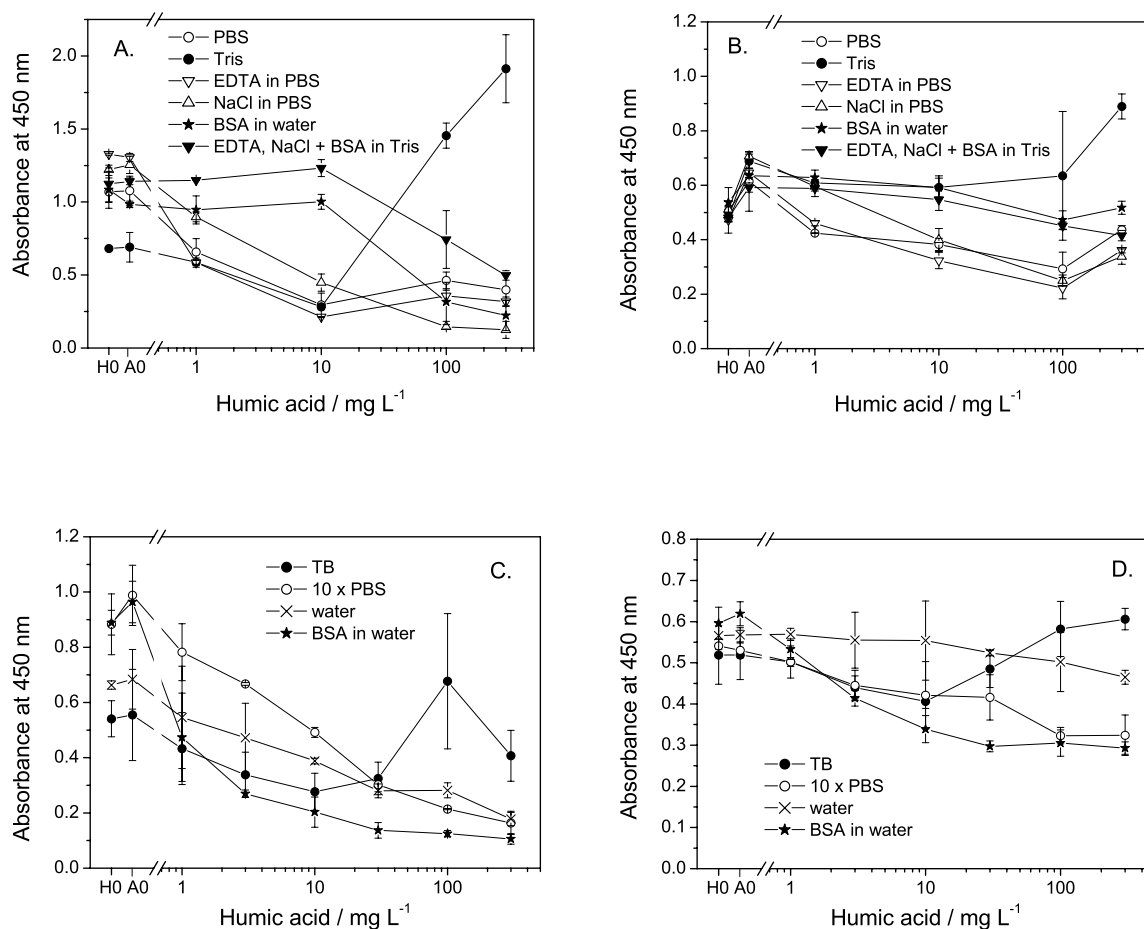 A.
PBS
Tris
EDTA in PBS
NaCl in PBS
BSA in water
EDTA, NaCl + BSA in Tris
Absorbance at 450 nm
2.0
1.5
1.0
0.5
0.0
H0 A0 1 10 100
Humic acid / mg L⁻¹
B.
PBS
Tris
EDTA in PBS
NaCl in PBS
BSA in water
EDTA, NaCl + BSA in Tris
Absorbance at 450 nm
1.2
1.0
0.8
0.6
0.4
0.2
0.0
H0 A0 1 10 100
Humic acid / mg L⁻¹
C.
TB
10 x PBS
water
BSA in water
Absorbance at 450 nm
1.2
1.0
0.8
0.6
0.4
0.2
0.0
H0 A0 1 10 100
Humic acid / mg L⁻¹
D.
TB
10 x PBS
water
BSA in water
Absorbance at 450 nm
0.8
0.7
0.6
0.5
0.4
0.3
0.2
0.1
0.0
H0 A0 1 10 100
Humic acid / mg L⁻¹